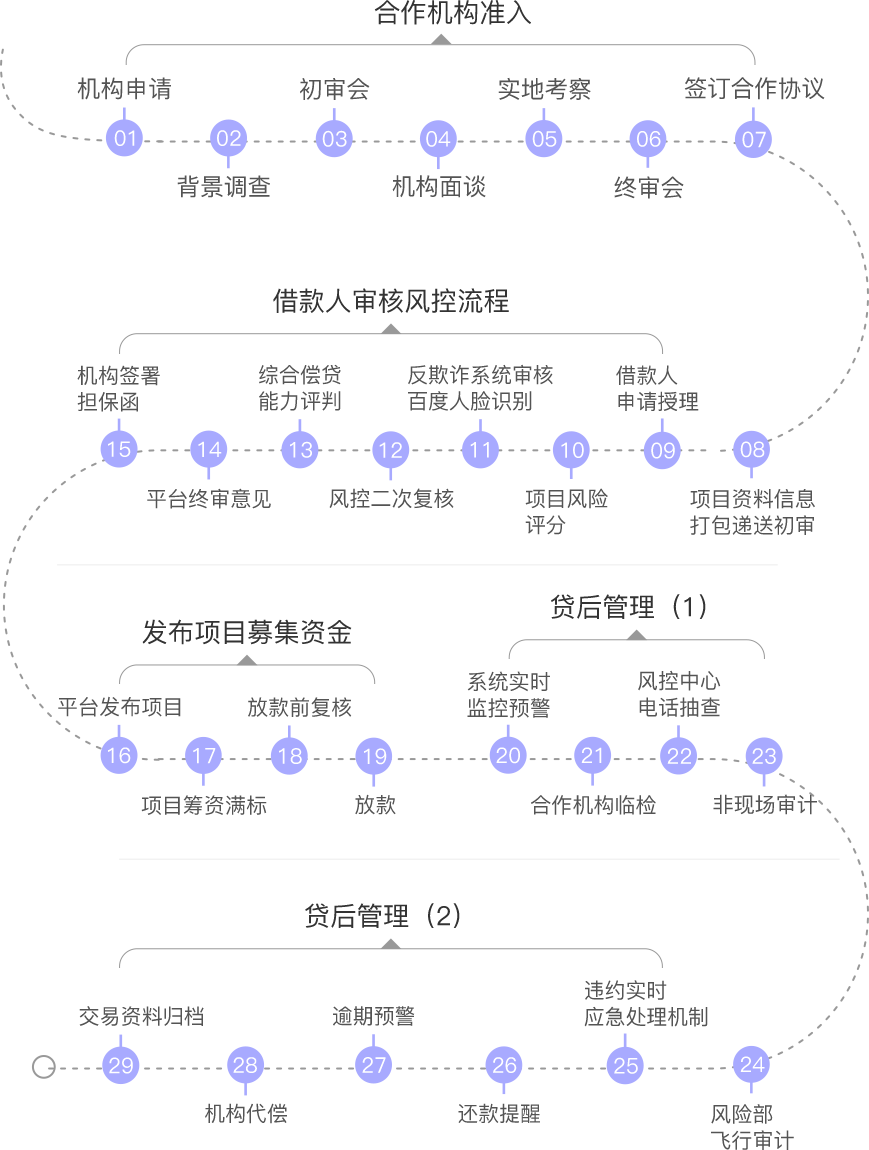 合作机构准入
机构申请
初审会
实地考察
签订合作协议
01
02
03
04
05
06
07
背景调查
机构面谈
终审会
借款人审核风控流程
机构签署
担保函
综合偿贷
能力评判
反欺诈系统审核
百度人脸识别
借款人
申请授理
15
14
13
12
11
10
09
08
平台终审意见
风控二次复核
项目风险
评分
项目资料信息
打包递送初审
发布项目募集资金
贷后管理（1）
平台发布项目
放款前复核
系统实时
监控预警
风控中心
电话抽查
16
17
18
19
20
21
22
23
项目筹资满标
放款
合作机构临检
非现场审计
贷后管理（2）
交易资料归档
逾期预警
违约实时
应急处理机制
29
28
27
26
25
24
机构代偿
还款提醒
风险部
飞行审计